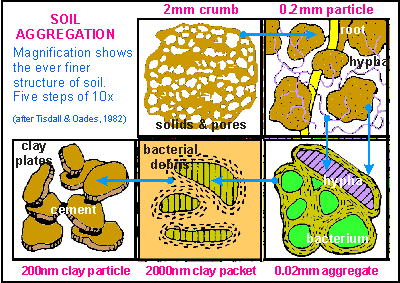 SOIL
AGGREGATION
Magnification shows
the ever finer
structure of soil.
Five steps of 10x
(after Tisdall & Oades, 1982)
2mm crumb
solids & pores
0.2mm particle
root
hypha
clay
plates
cement
200nm clay particle
bacterial
debris
2000nm clay packet
hypha
bacterium
0.02mm aggregate